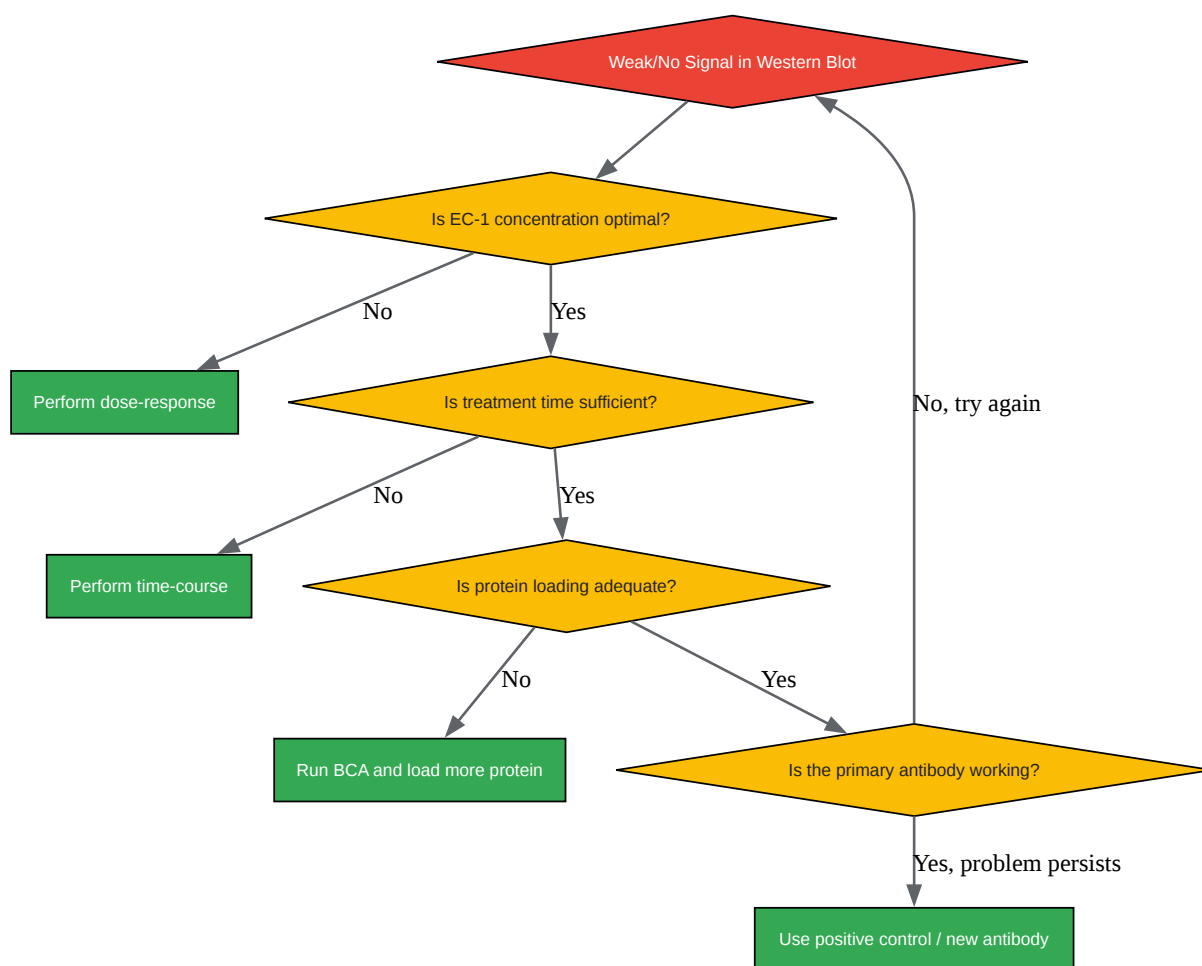 Weak/No Signal in Western Blot
Is EC-1 concentration optimal?
No
Yes
Perform dose-response
Is treatment time sufficient?
No, try again
No
Yes
Perform time-course
Is protein loading adequate?
No
Yes
Run BCA and load more protein
Is the primary antibody working?
Yes, problem persists
Use positive control / new antibody